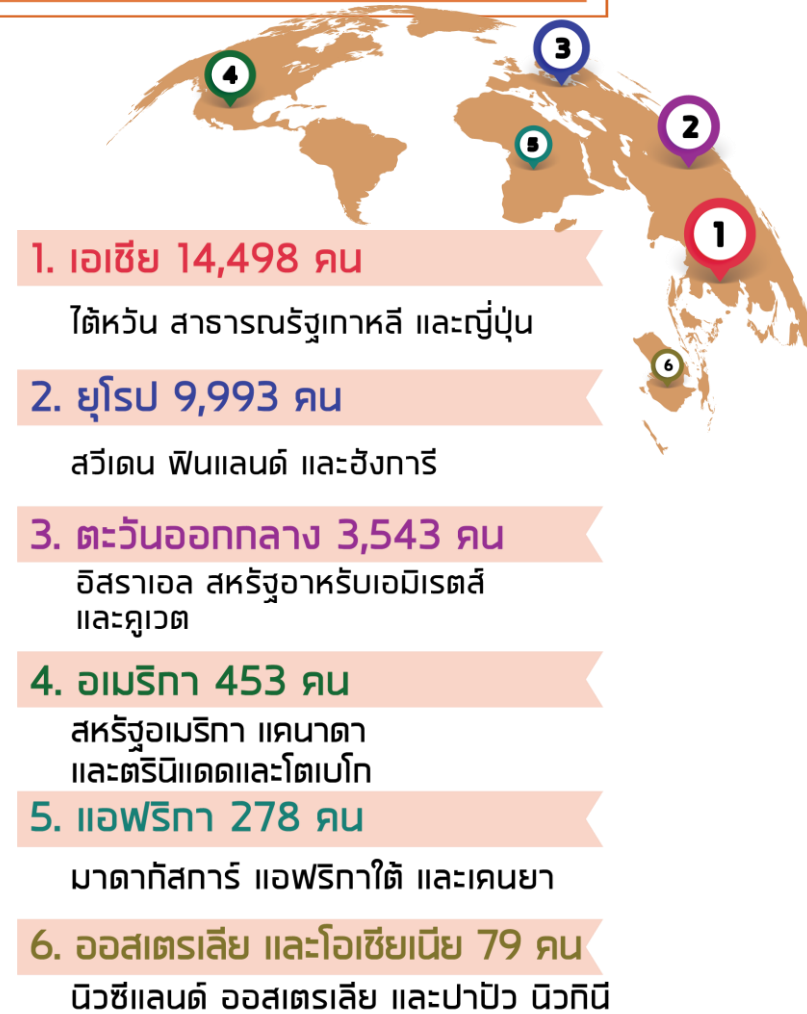 4
3
2
5
1
6
1. เอเชีย 14,498 คน
ไต้หวัน สาธารณรัฐเกาหลี และญี่ปุ่น
2. ยุโรป 9,993 คน
สวีเดน ฟินแลนด์ และฮังการี
3. ตะวันออกกลาง 3,543 คน
อิสราเอล สหรัฐอาหรับเอมิเรตส์
และคูเวต
4. อเมริกา 453 คน
สหรัฐอเมริกา แคนาดา
และตรินิแดดและโตเบโก
5. แอฟริกา 278 คน
มาดากัสการ์ แอฟริกาใต้ และเคนยา
6. ออสเตรเลีย และโอเชียเนีย 79 คน
นิวซีแลนด์ ออสเตรเลีย และปาปัว นิวกินี